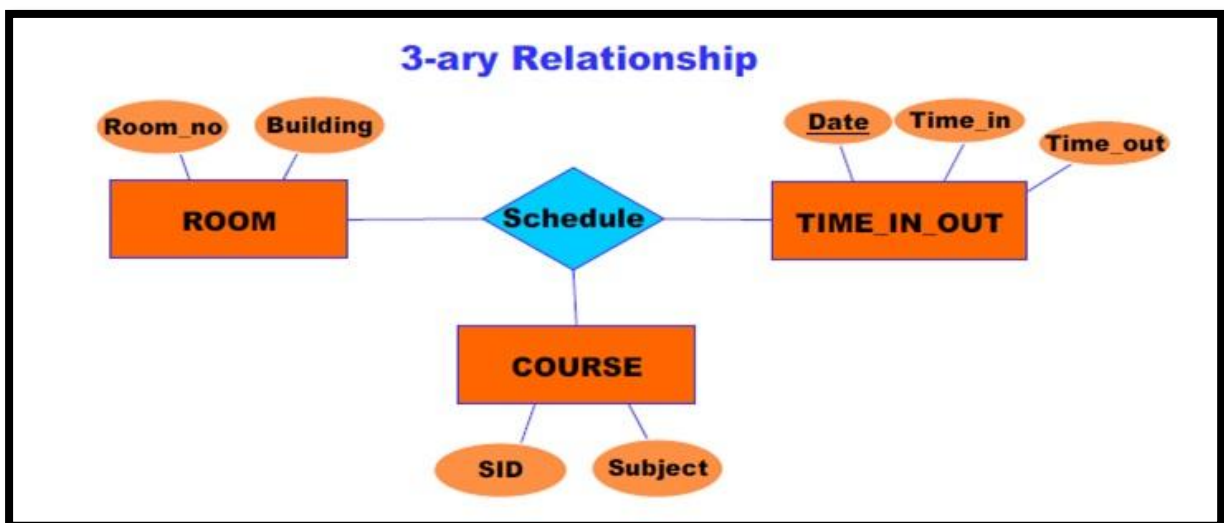 3-ary Relationship
Room_no
Building
Date
Time_in
Time_out
ROOM
Schedule
TIME_IN_OUT
COURSE
SID
Subject